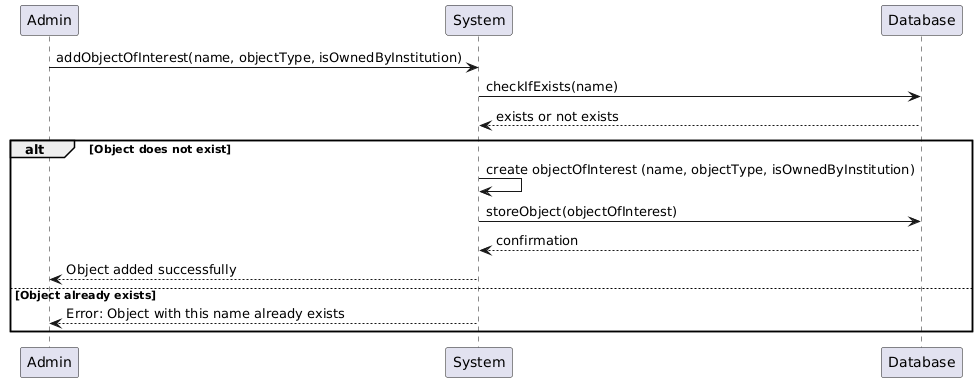 Admin System Database
addObjectOfInterest(name, objectType, isOwnedByInstitution)
checkIfExists(name)
exists or not exists
alt [Object does not exist]
create objectOfInterest (name, objectType, isOwnedByInstitution)
storeObject(objectOfInterest)
confirmation
Object added successfully
[Object already exists]
Error: Object with this name already exists
Admin System Database